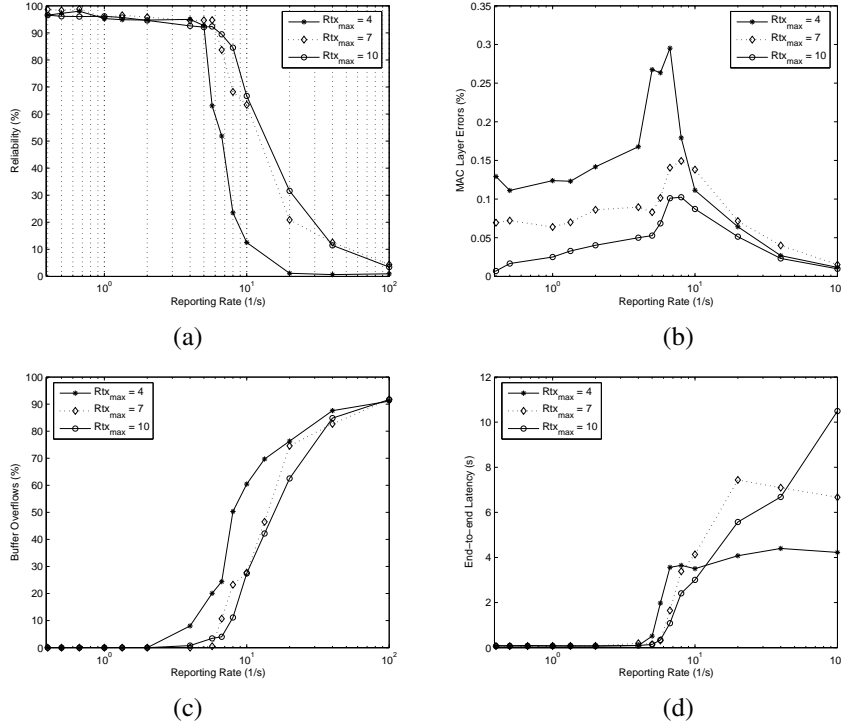 100
90
80
70
60
50
40
30
20
10
0
Reliability (%)
10^0
10^1
10^2
Reporting Rate (1/s)
Rtx_max = 4
Rtx_max = 7
Rtx_max = 10
(a)
0.35
0.3
0.25
0.2
0.15
0.1
0.05
0
MAC Layer Errors (%)
10^0
10^1
10
Reporting Rate (1/s)
Rtx_max = 4
Rtx_max = 7
Rtx_max = 10
(b)
100
90
80
70
60
50
40
30
20
10
0
Buffer Overflows (%)
10^0
10^1
10^2
Reporting Rate (1/s)
Rtx_max = 4
Rtx_max = 7
Rtx_max = 10
(c)
12
10
8
6
4
2
0
End-to-end Latency (s)
10^0
10^1
10
Reporting Rate (1/s)
Rtx_max = 4
Rtx_max = 7
Rtx_max = 10
(d)